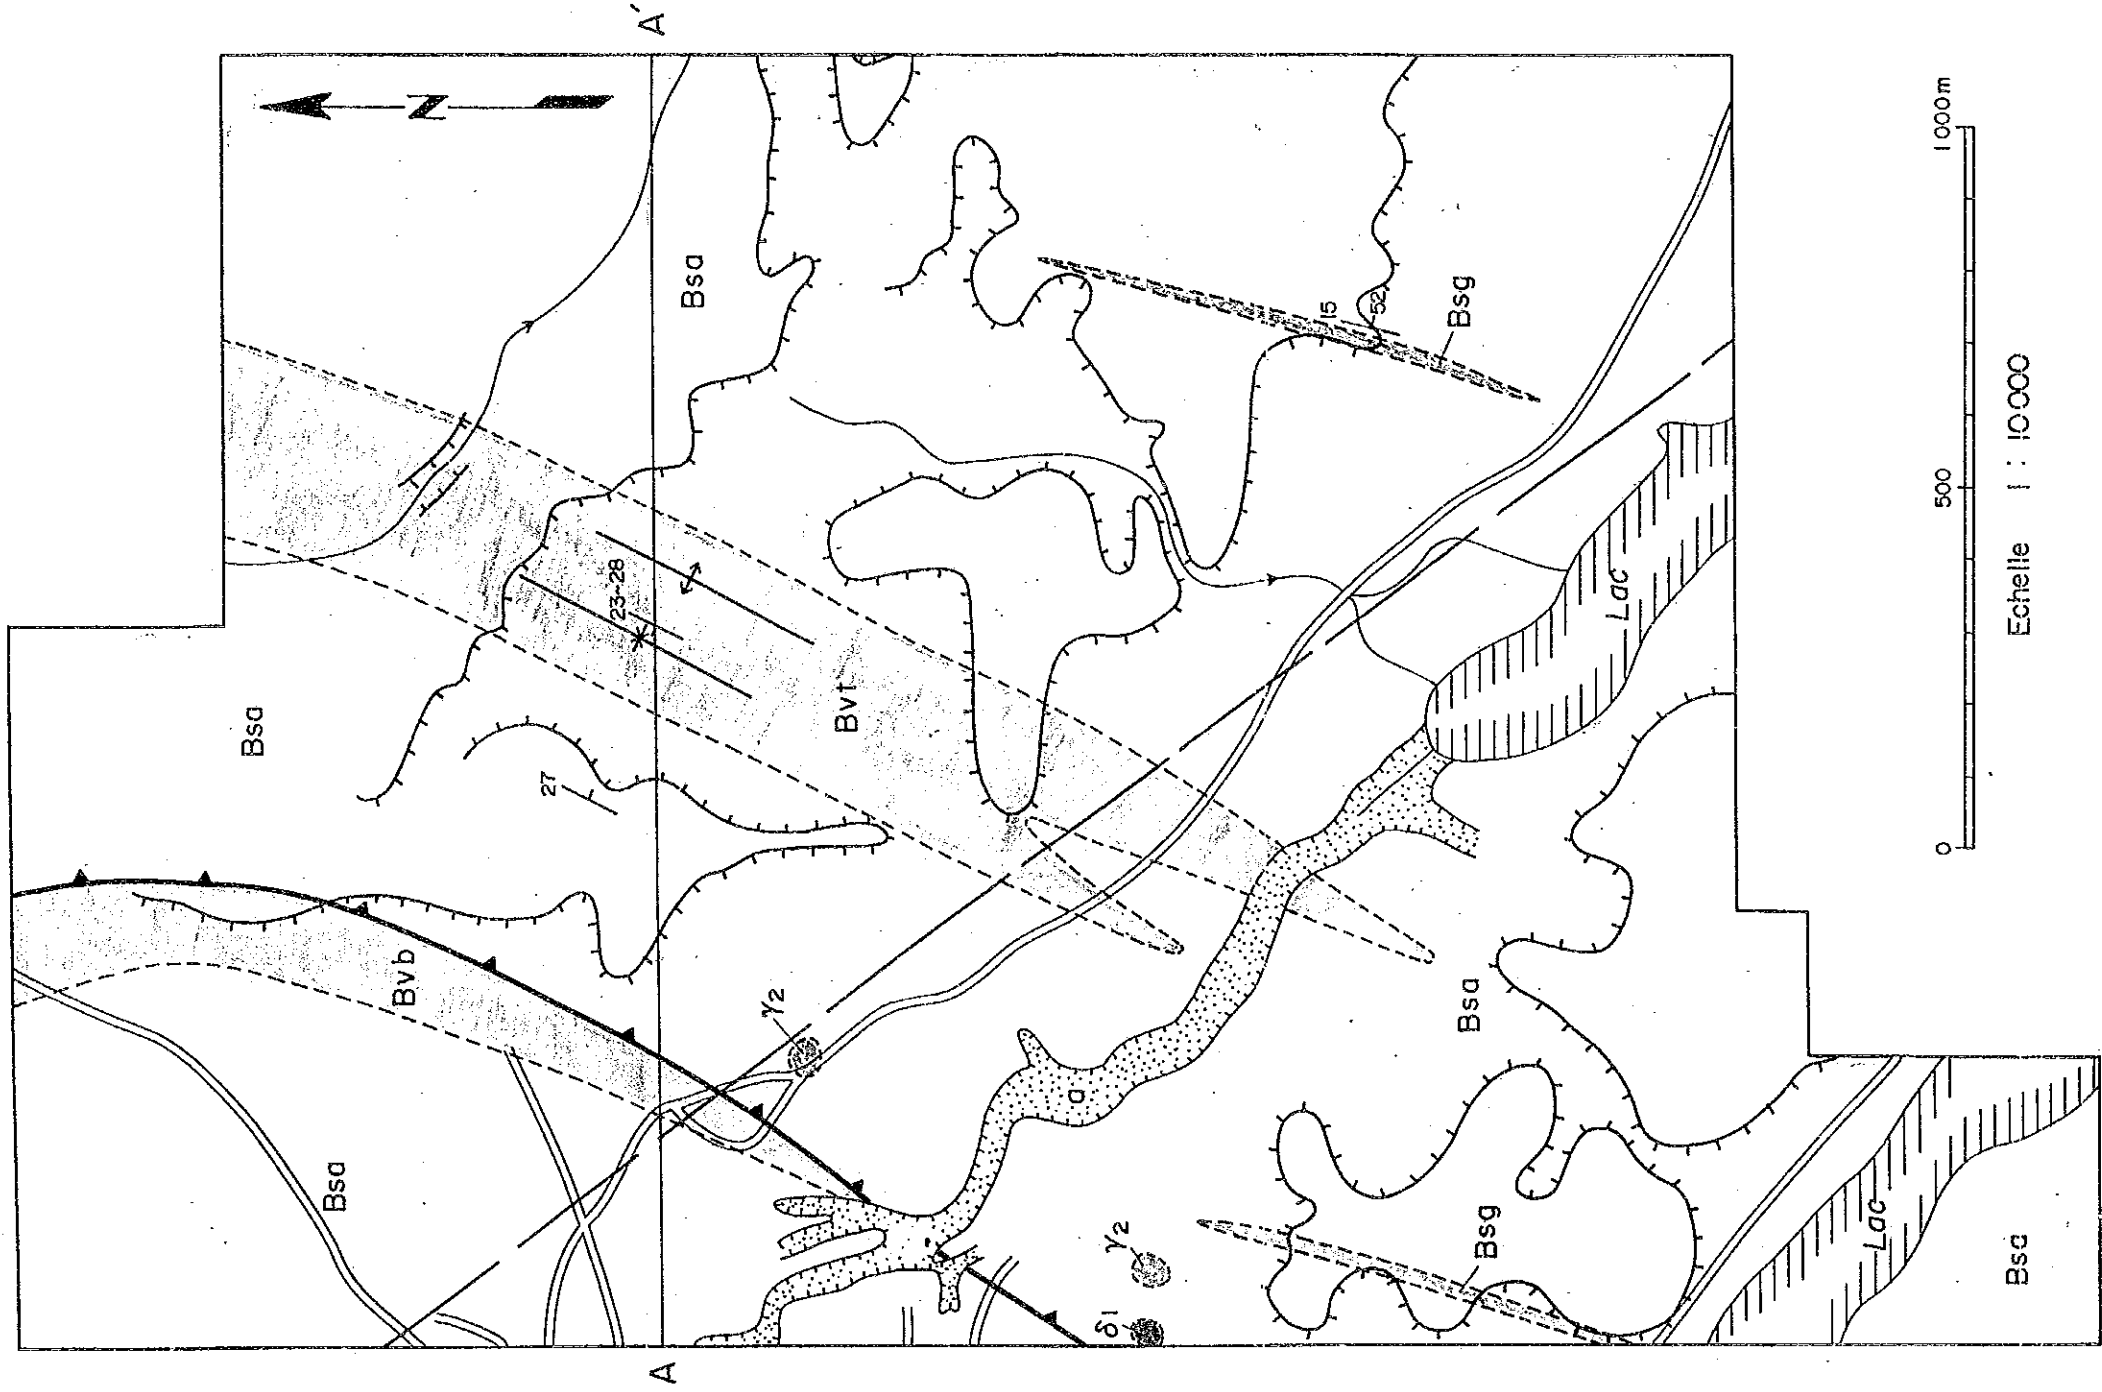 A'
N
Bsa
Bsa
Bsg
15
52
23-28
Bvt
27
Lac
Bvb
γ2
Bsa
a
Bsa
γ2
δ1
Bsg
Lac
Bsa
A
0 500 1000m
Echelle 1 : 10000